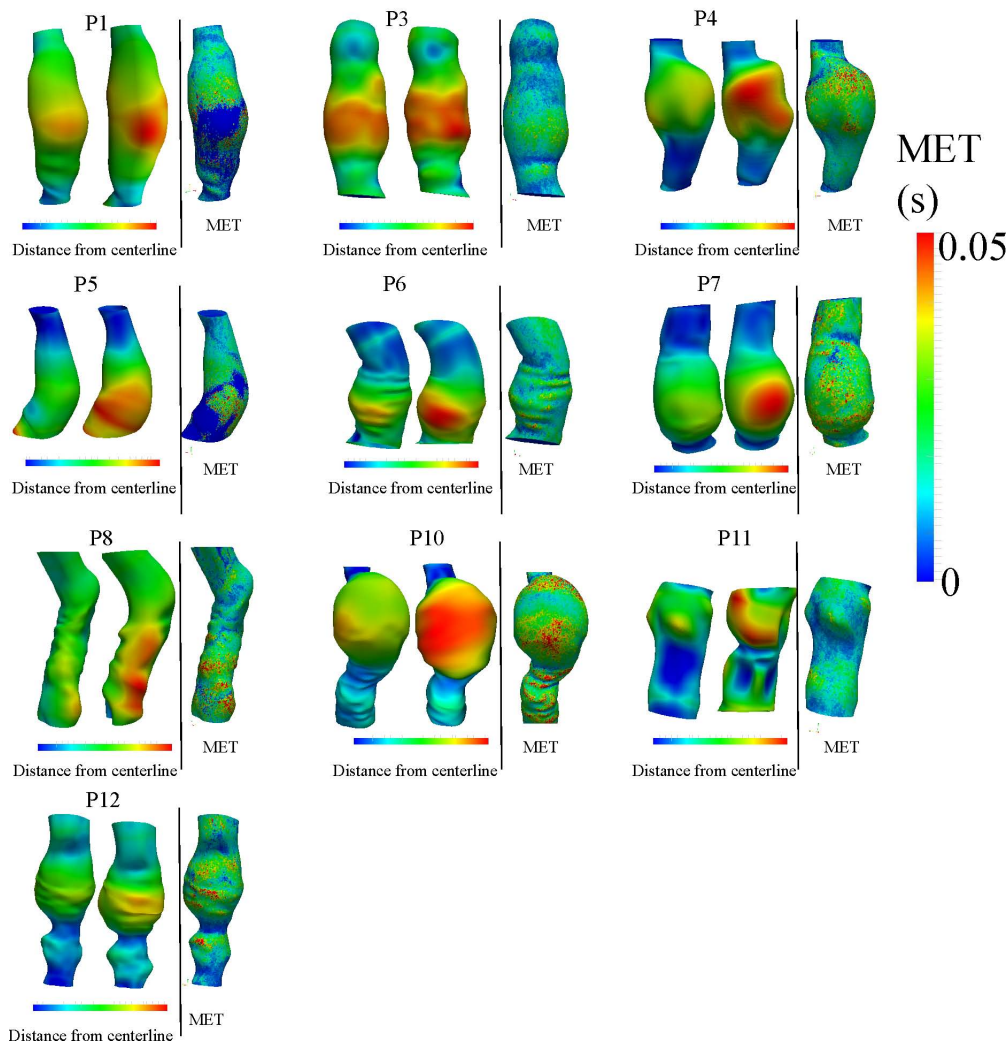 P1
P3
P4
MET
(s)
0.05
0
MET
Distance from centerline
MET
Distance from centerline
MET
Distance from centerline
P5
P6
P7
MET
Distance from centerline
MET
Distance from centerline
MET
Distance from centerline
P8
P10
P11
MET
Distance from centerline
MET
Distance from centerline
MET
Distance from centerline
P12
MET
Distance from centerline